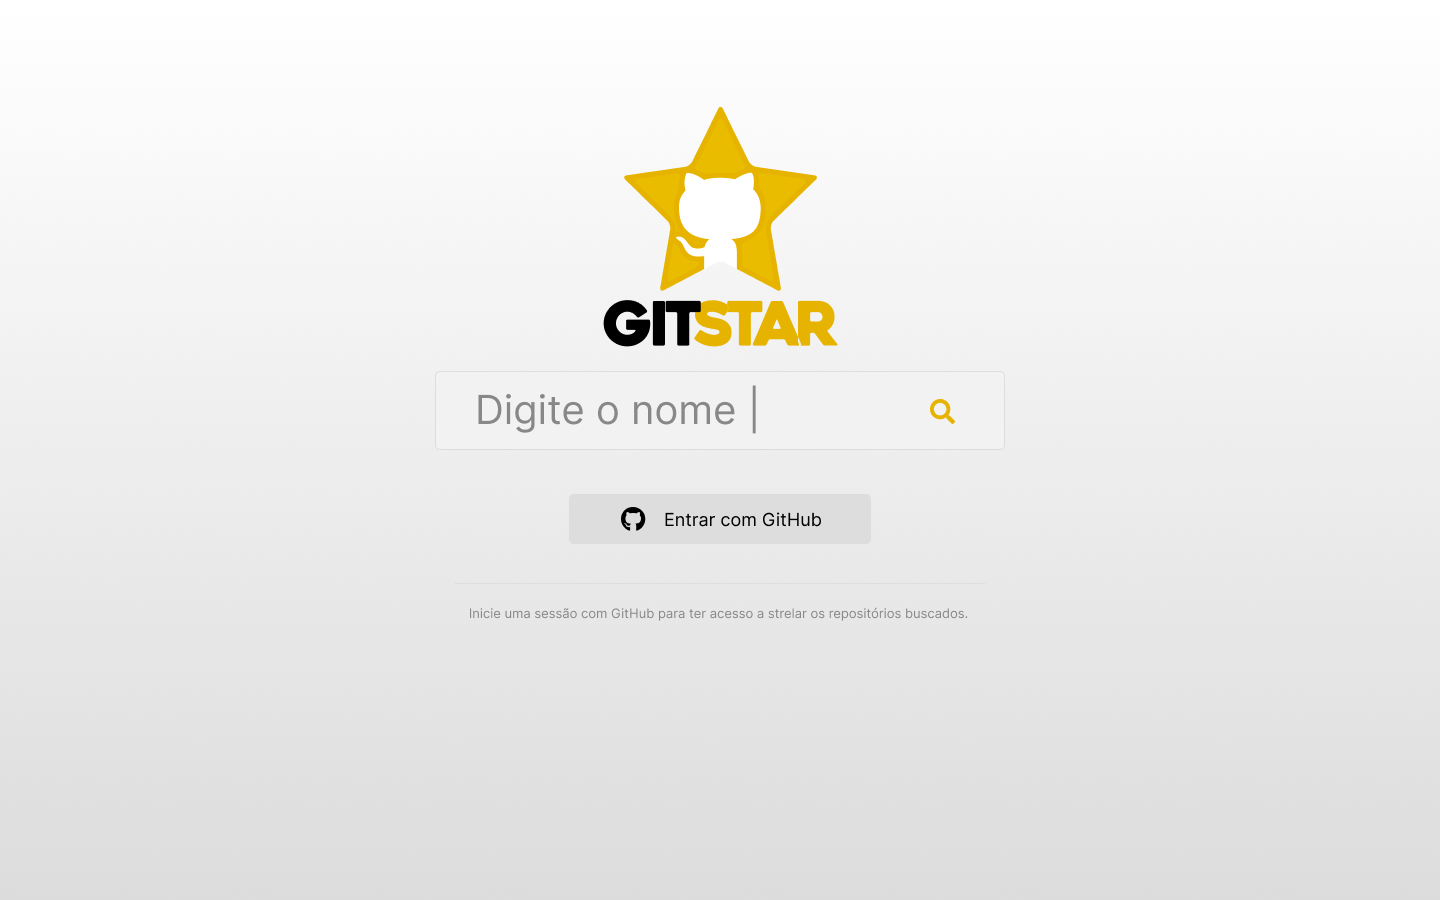 GITSTAR
Digite o nome |
Entrar com GitHub
Inicie uma sessão com GitHub para ter acesso a strelar os repositórios buscados.